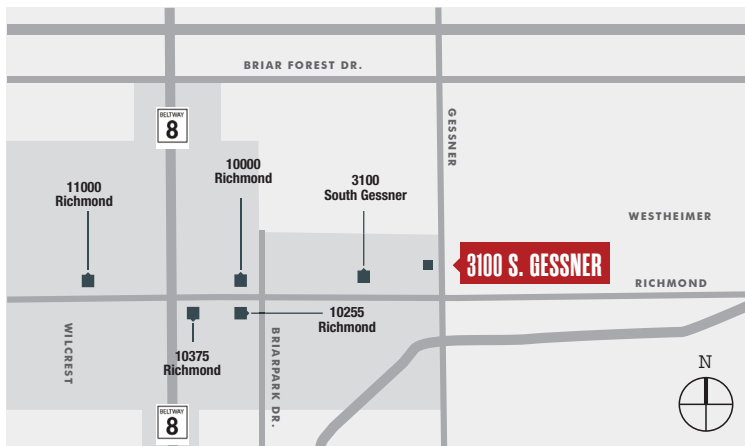 BRIAR FOREST DR.
BELTWAY
8
GESSNER
10000
Richmond
3100
South Gessner
11000
Richmond
WESTHEIMER
3100 S. GESSNER
RICHMOND
10255
Richmond
WILCREST
10375
Richmond
BRIARPARK DR.
N
BELTWAY
8